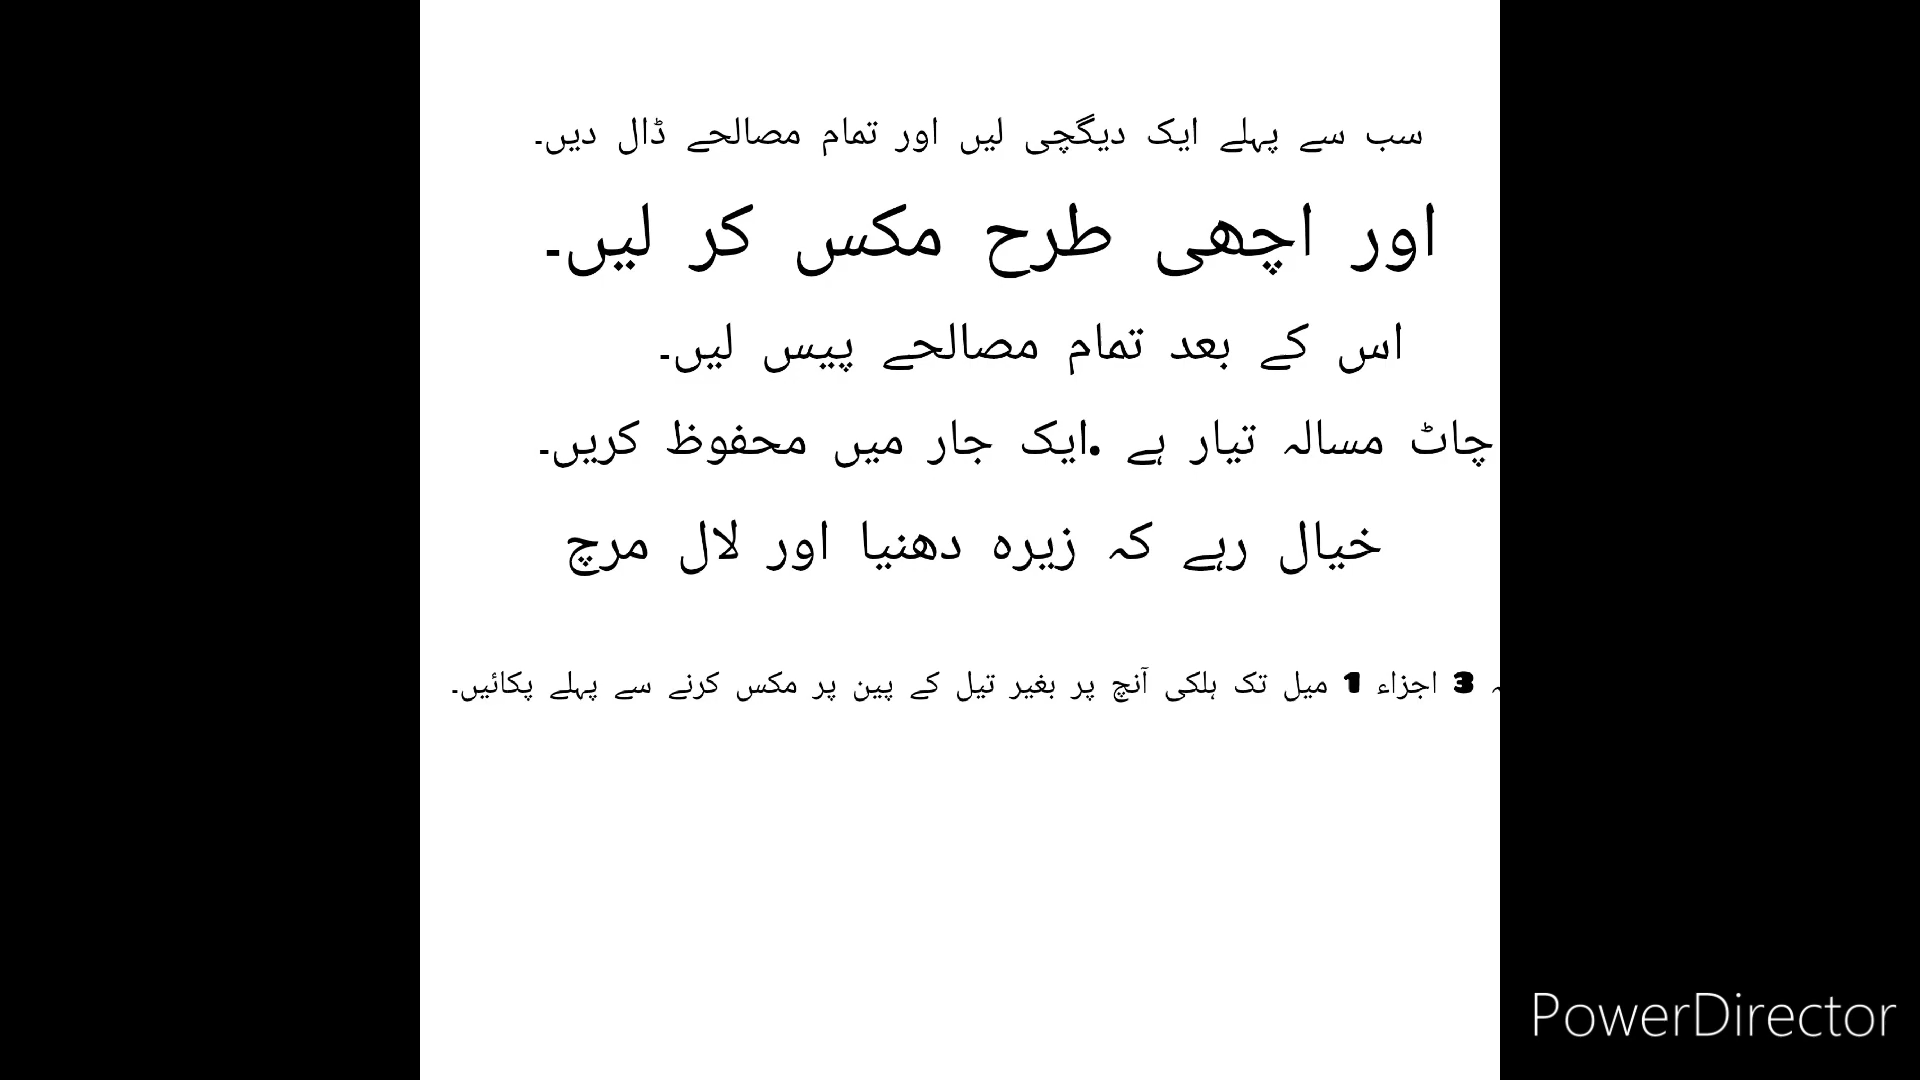 سب سے پہلے ایک دیگچی لیں اور تمام مصالحے ڈال دیں۔
اور اچھی طرح مکس کر لیں۔
اس کے بعد تمام مصالحے پیس لیں۔
چاٹ مسالہ تیار ہے .ایک جار میں محفوظ کریں۔
خیال رہے کہ زیرہ دھنیا اور لال مرچ
3 اجزاء 1 میل تک ہلکی آنچ پر بغیر تیل کے پین پر مکس کرنے سے پہلے پکائیں۔
PowerDirector